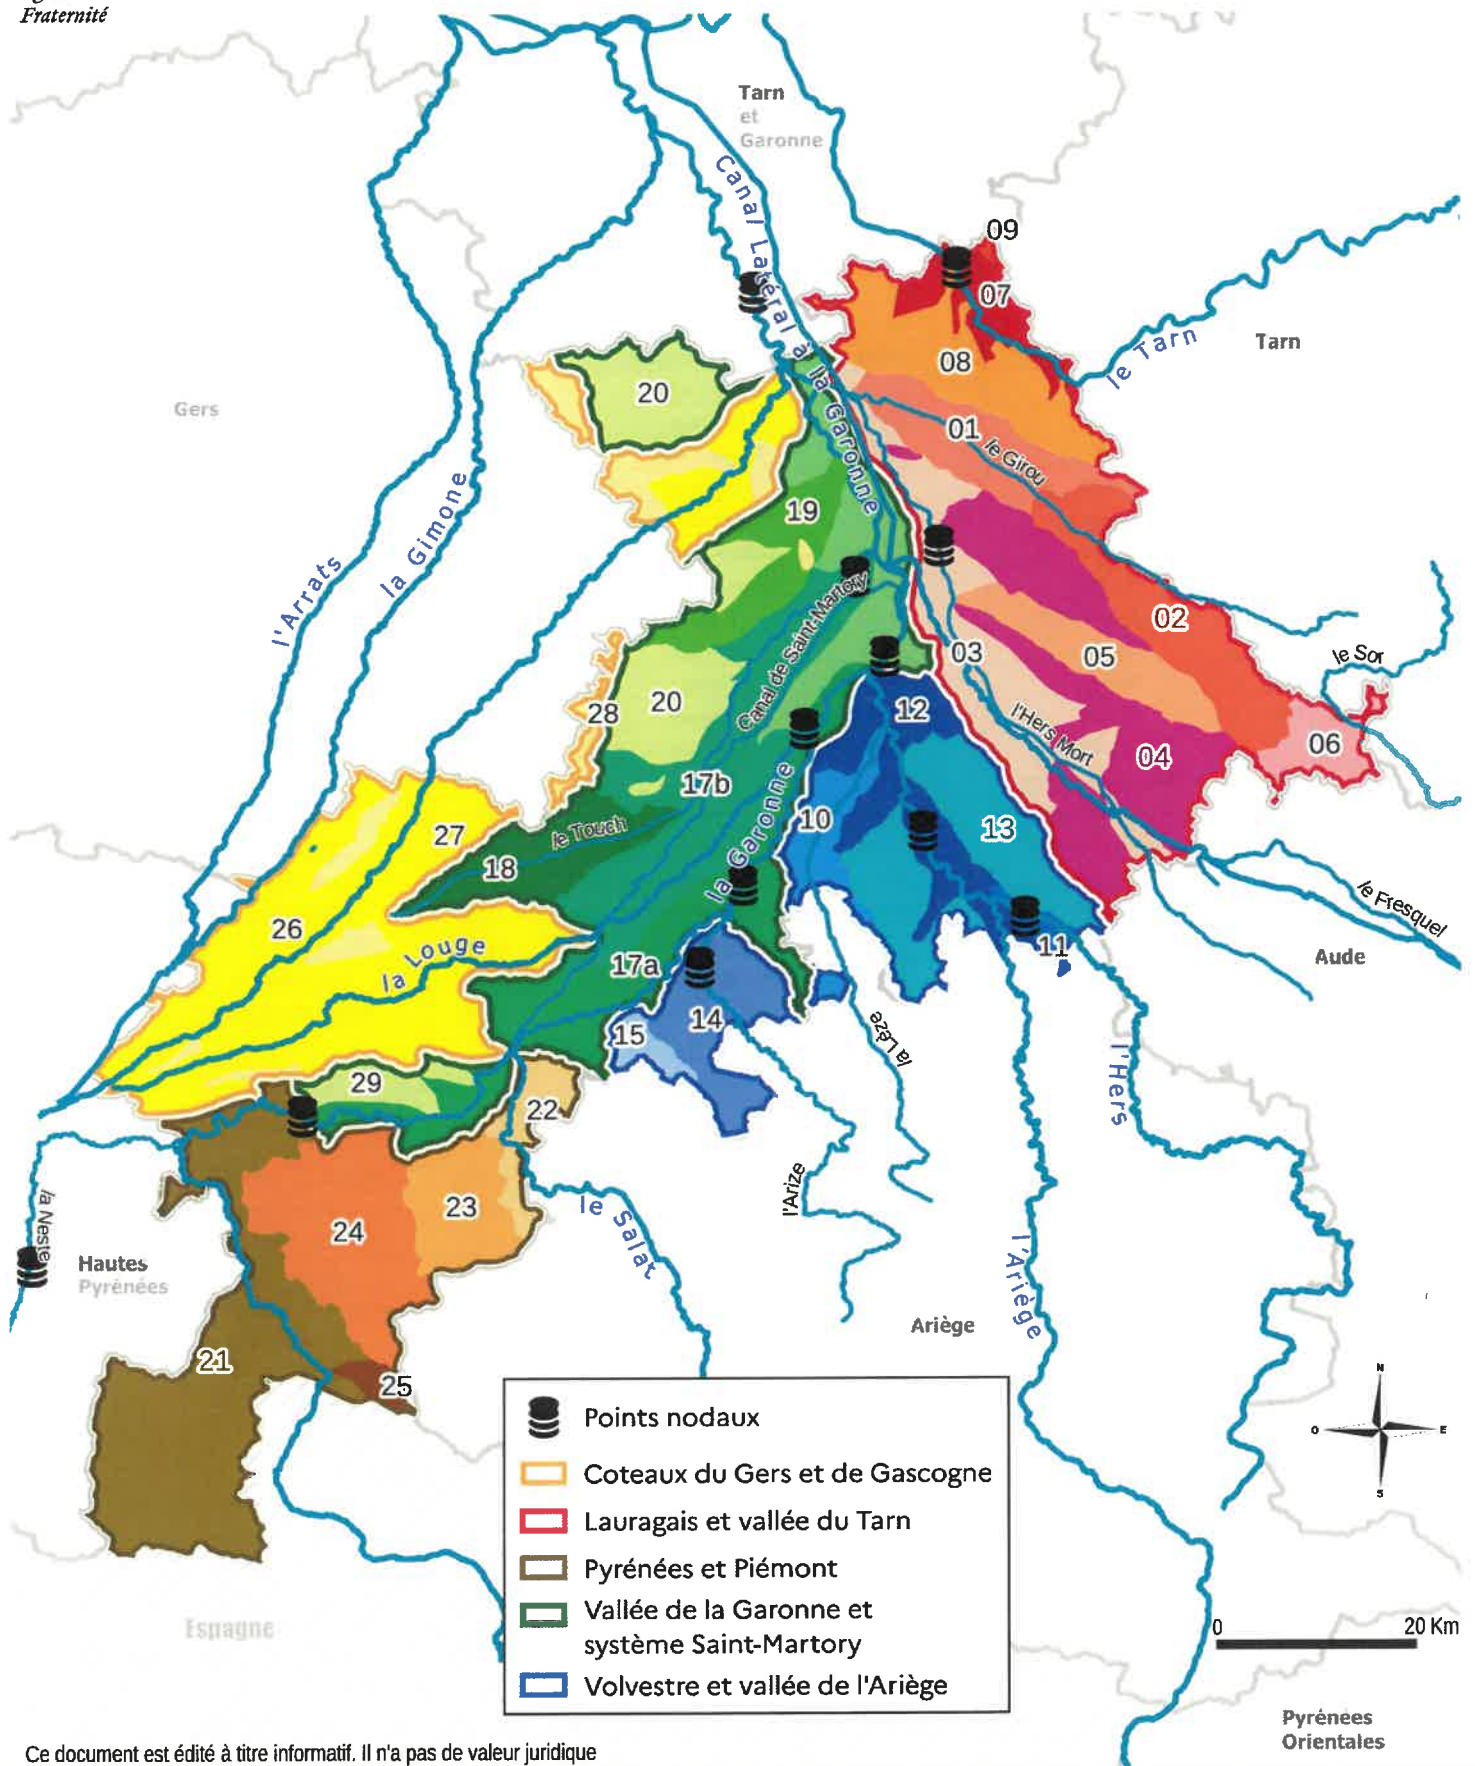 Fraternité
Tarn
et
Garonne
Canal Latéral à la Garonne
09
07
le Tarn
Tarn
08
20
Gers
01
le Girou
19
la Gimone
l'Arrats
Canal de Saint-Martory
02
le Sor
03
05
28
20
12
l'Hers Mort
04
06
17b
la Garonne
10
13
27
le Touch
18
le Fresquel
26
la Louge
11
Aude
17a
14
15
la Lèze
l'Hers
29
22
l'Arize
la Neste
23
24
le Salat
Hautes
Pyrénées
l'Ariège
Ariège
21
25
N
O
E
S
Points nodaux
Coteaux du Gers et de Gascogne
Lauragais et vallée du Tarn
Pyrénées et Piémont
Vallée de la Garonne et
système Saint-Martory
Volvestre et vallée de l'Ariège
Espagne
0
20 Km
Pyrénées
Orientales
Ce document est édité à titre informatif. Il n'a pas de valeur juridique